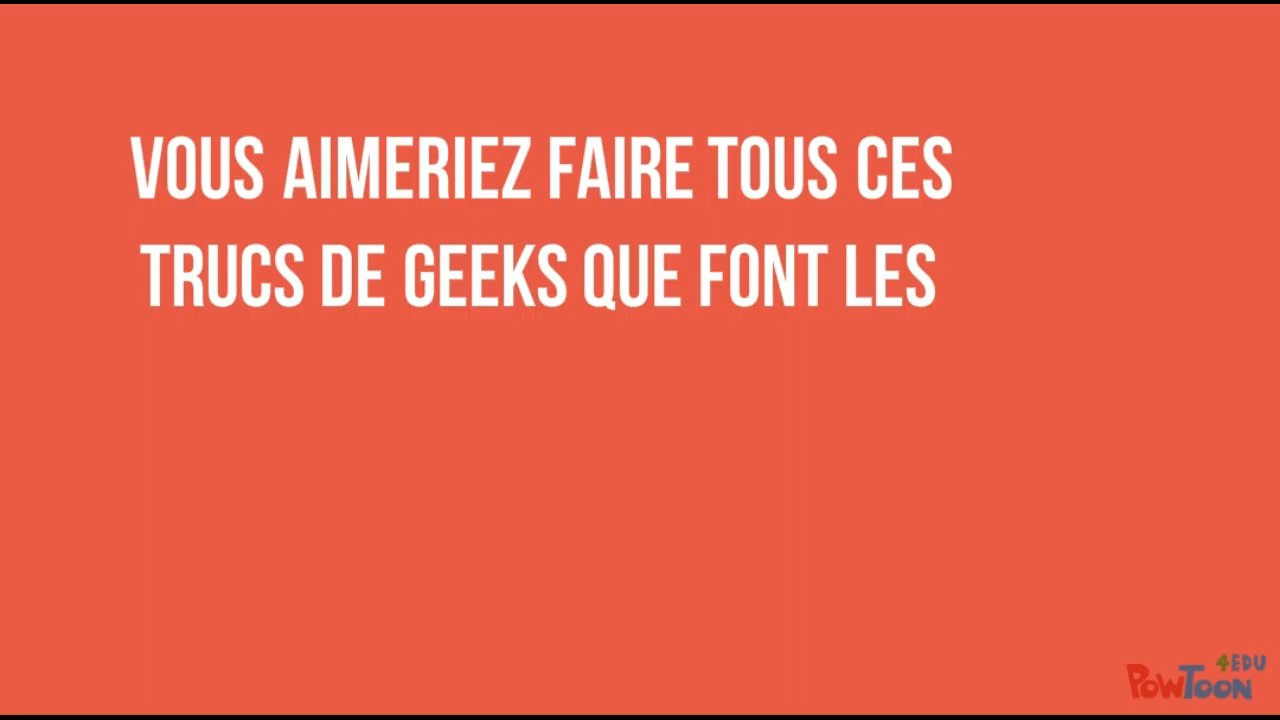 VOUS AIMERIEZ FAIRE TOUS CES
TRUCS DE GEEKS QUE FONT LES
4EDU
POWTOON